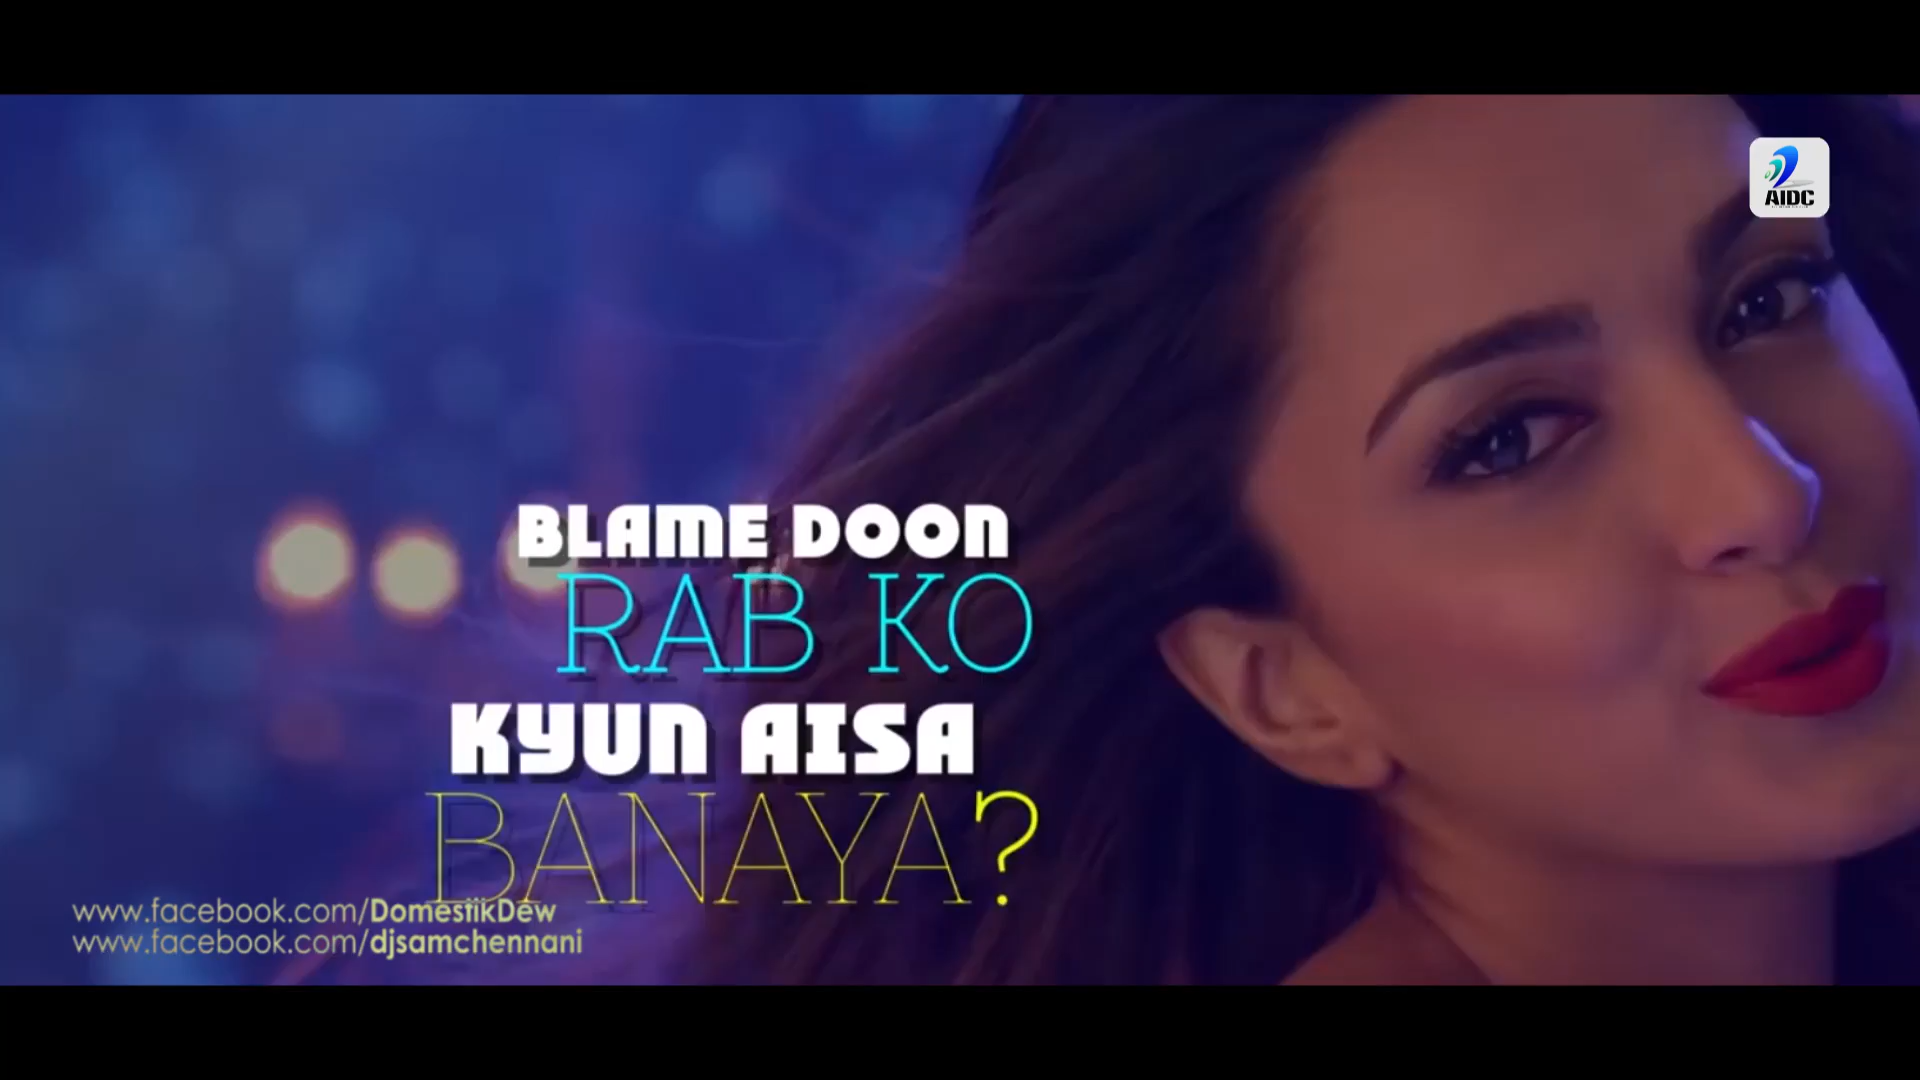 AIDC
BLAME DOON
RAB KO
KYUN AISA
BANAYA?
www.facebook.com/DomestikDew
www.facebook.com/djsamchennani